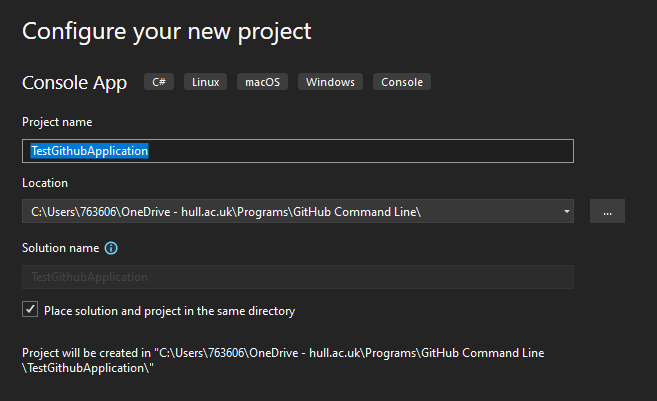 Configure your new project
Console App C# Linux macOS Windows Console
Project name
TestGithubApplication
Location
C:\Users\763606\OneDrive - hull.ac.uk\Programs\GitHub Command Line\
...
Solution name
TestGithubApplication
Place solution and project in the same directory
Project will be created in "C:\Users\763606\OneDrive - hull.ac.uk\Programs\GitHub Command Line
\TestGithubApplication\"